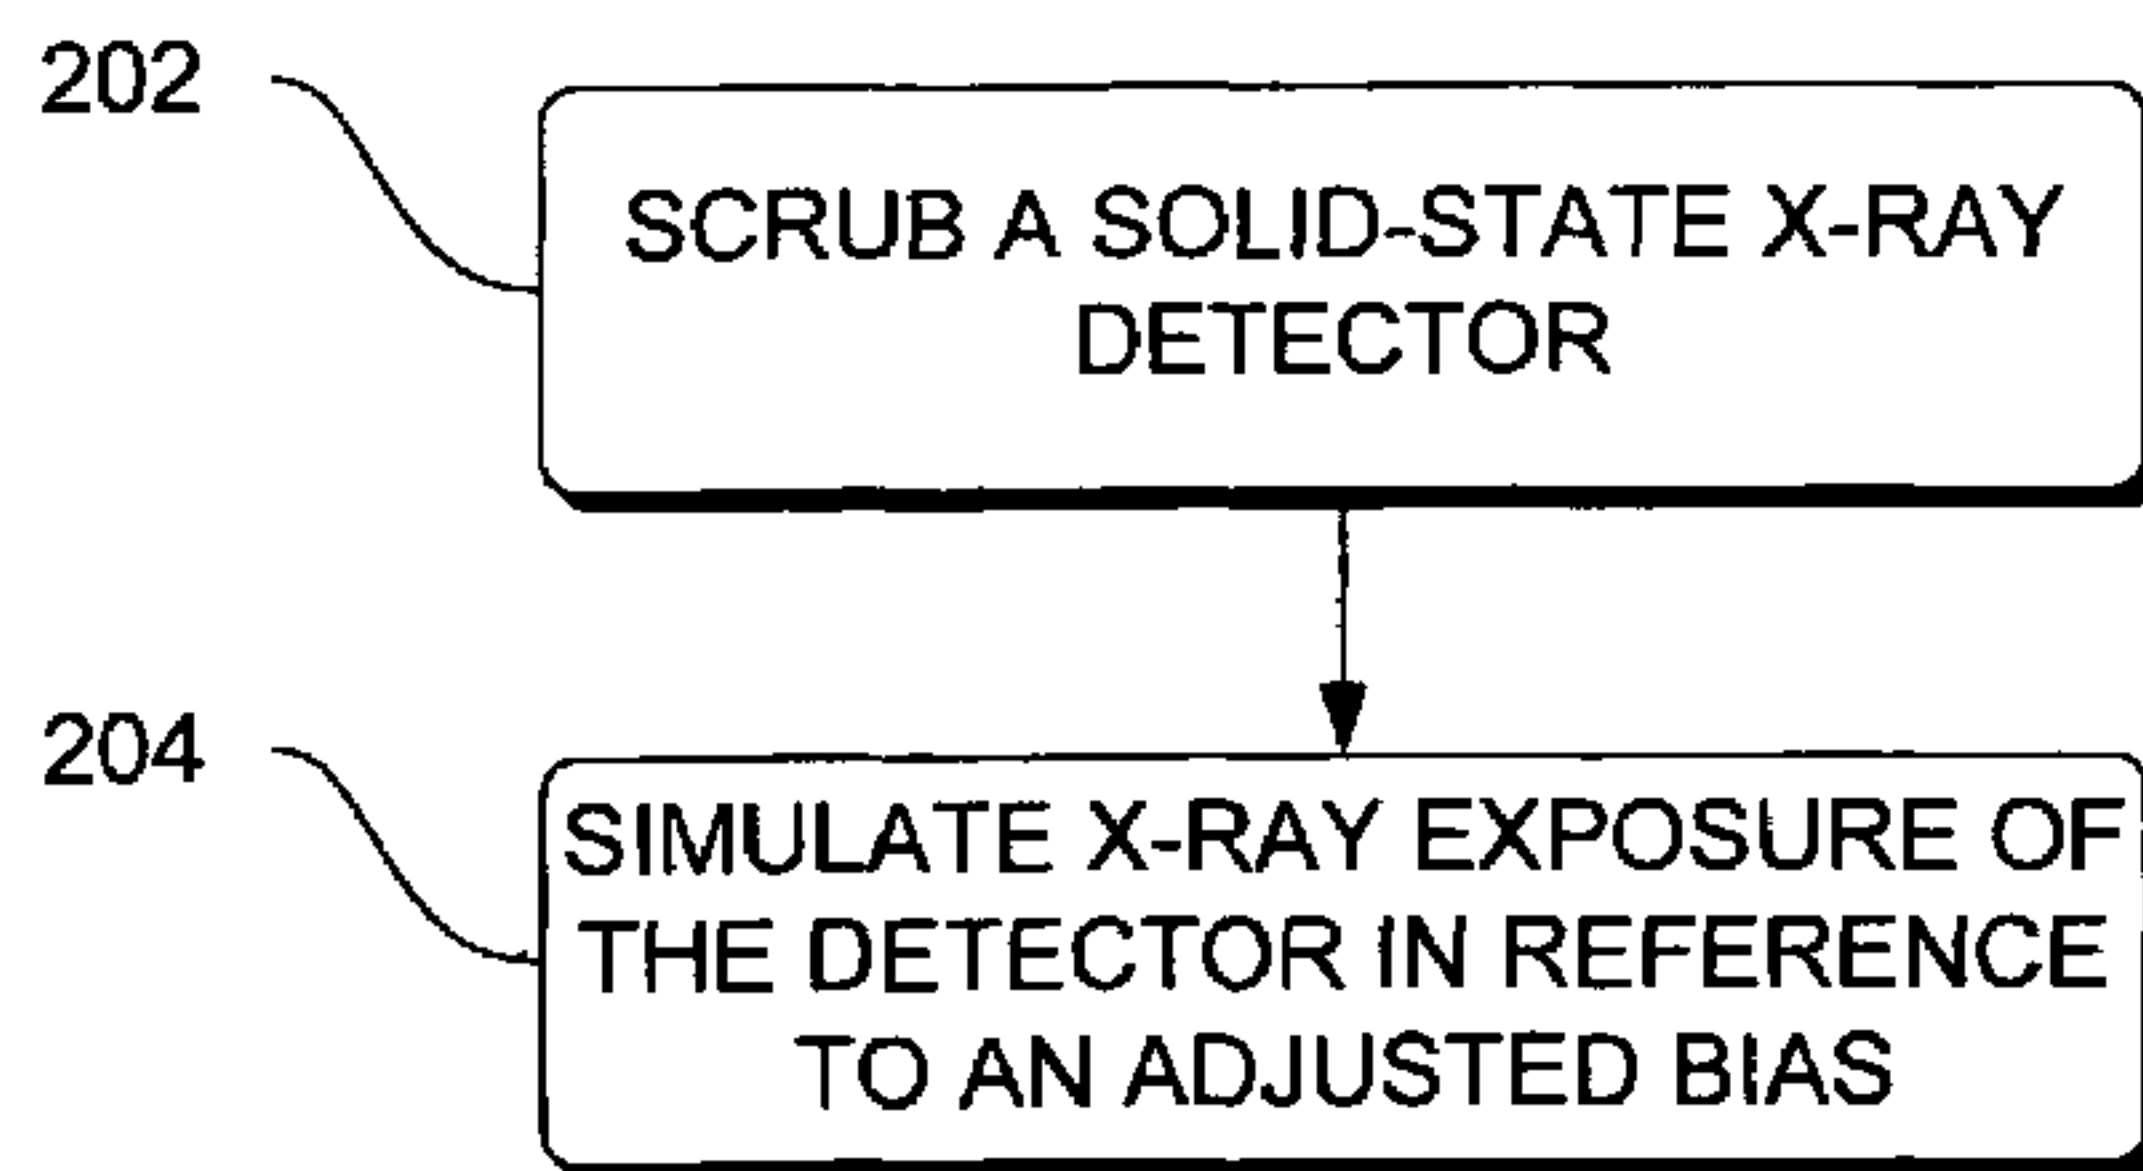 202
SCRUB A SOLID-STATE X-RAY
DETECTOR
204
SIMULATE X-RAY EXPOSURE OF
THE DETECTOR IN REFERENCE
TO AN ADJUSTED BIAS